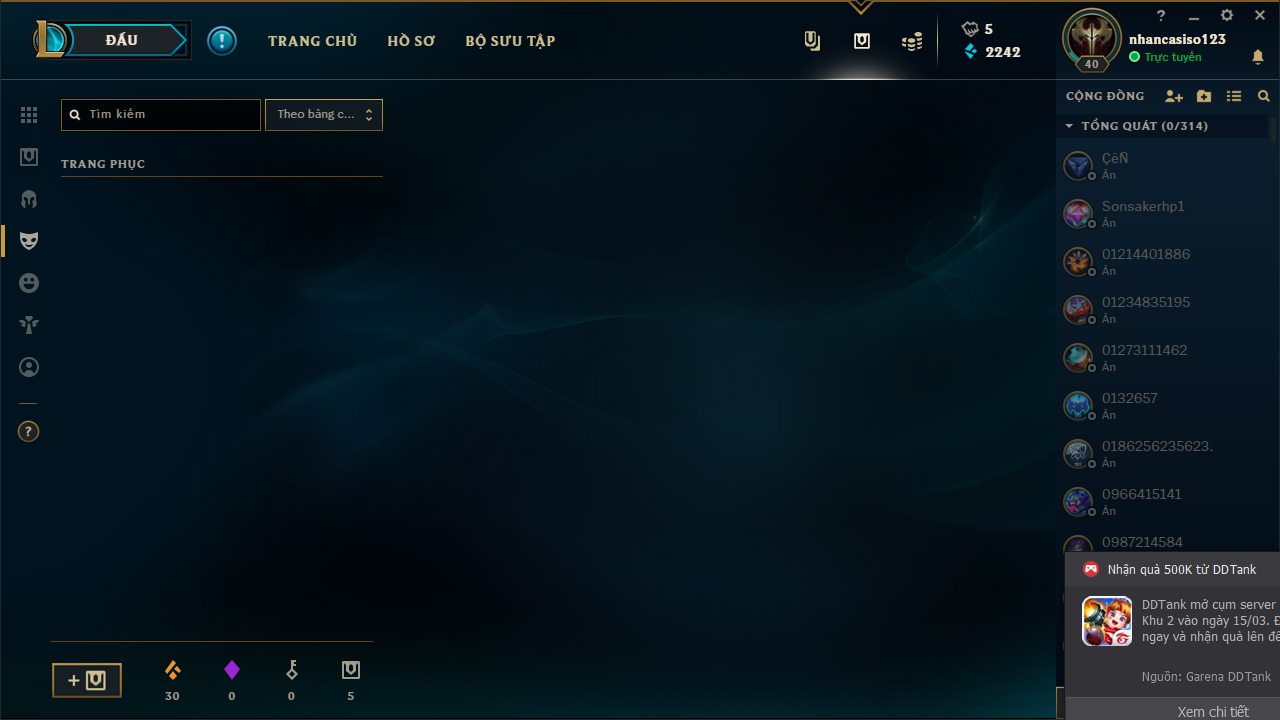 ĐẤU
!
TRANG CHỦ
HỒ SƠ
BỘ SƯU TẬP
5
2242
40
?
nhancasiso123
Trực tuyến
Tìm kiếm
Theo bảng c...
TRANG PHỤC
?
30
0
0
5
CỘNG ĐỒNG
TỔNG QUÁT (0/314)
ÇëÑ
Ẩn
Sonsakerhp1
Ẩn
01214401886
Ẩn
01234835195
Ẩn
01273111462
Ẩn
0132657
Ẩn
0186256235623.
Ẩn
0966415141
Ẩn
0987214584
Nhận quà 500K từ DDTank
DDTank mở cụm server
Khu 2 vào ngày 15/03. Đ
ngay và nhận quà lên đế
Nguồn: Garena DDTank
Xem chi tiết